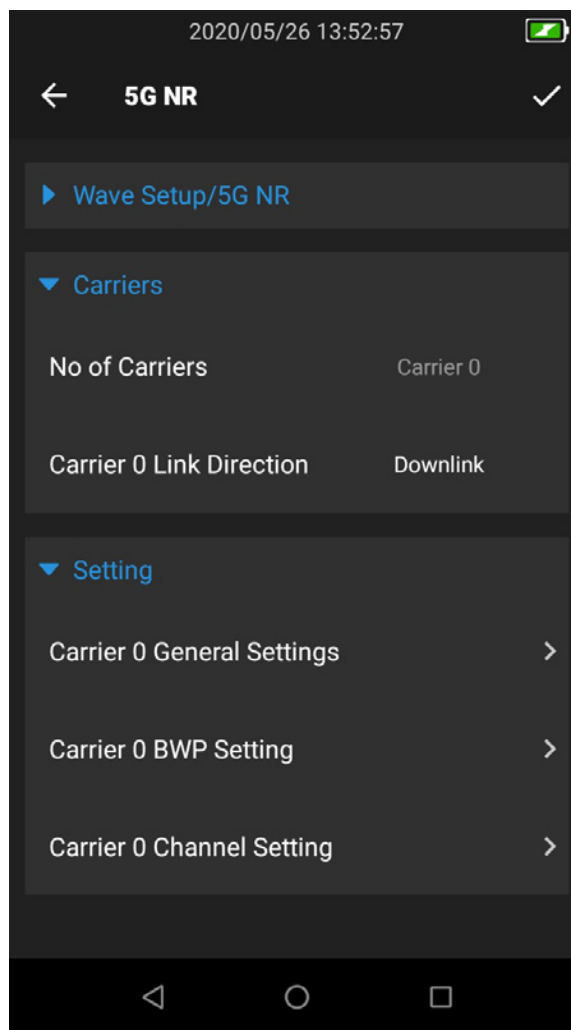 2020/05/26 13:52:57
5G NR
Wave Setup/5G NR
Carriers
No of Carriers Carrier 0
Carrier 0 Link Direction Downlink
Setting
Carrier 0 General Settings
Carrier 0 BWP Setting
Carrier 0 Channel Setting